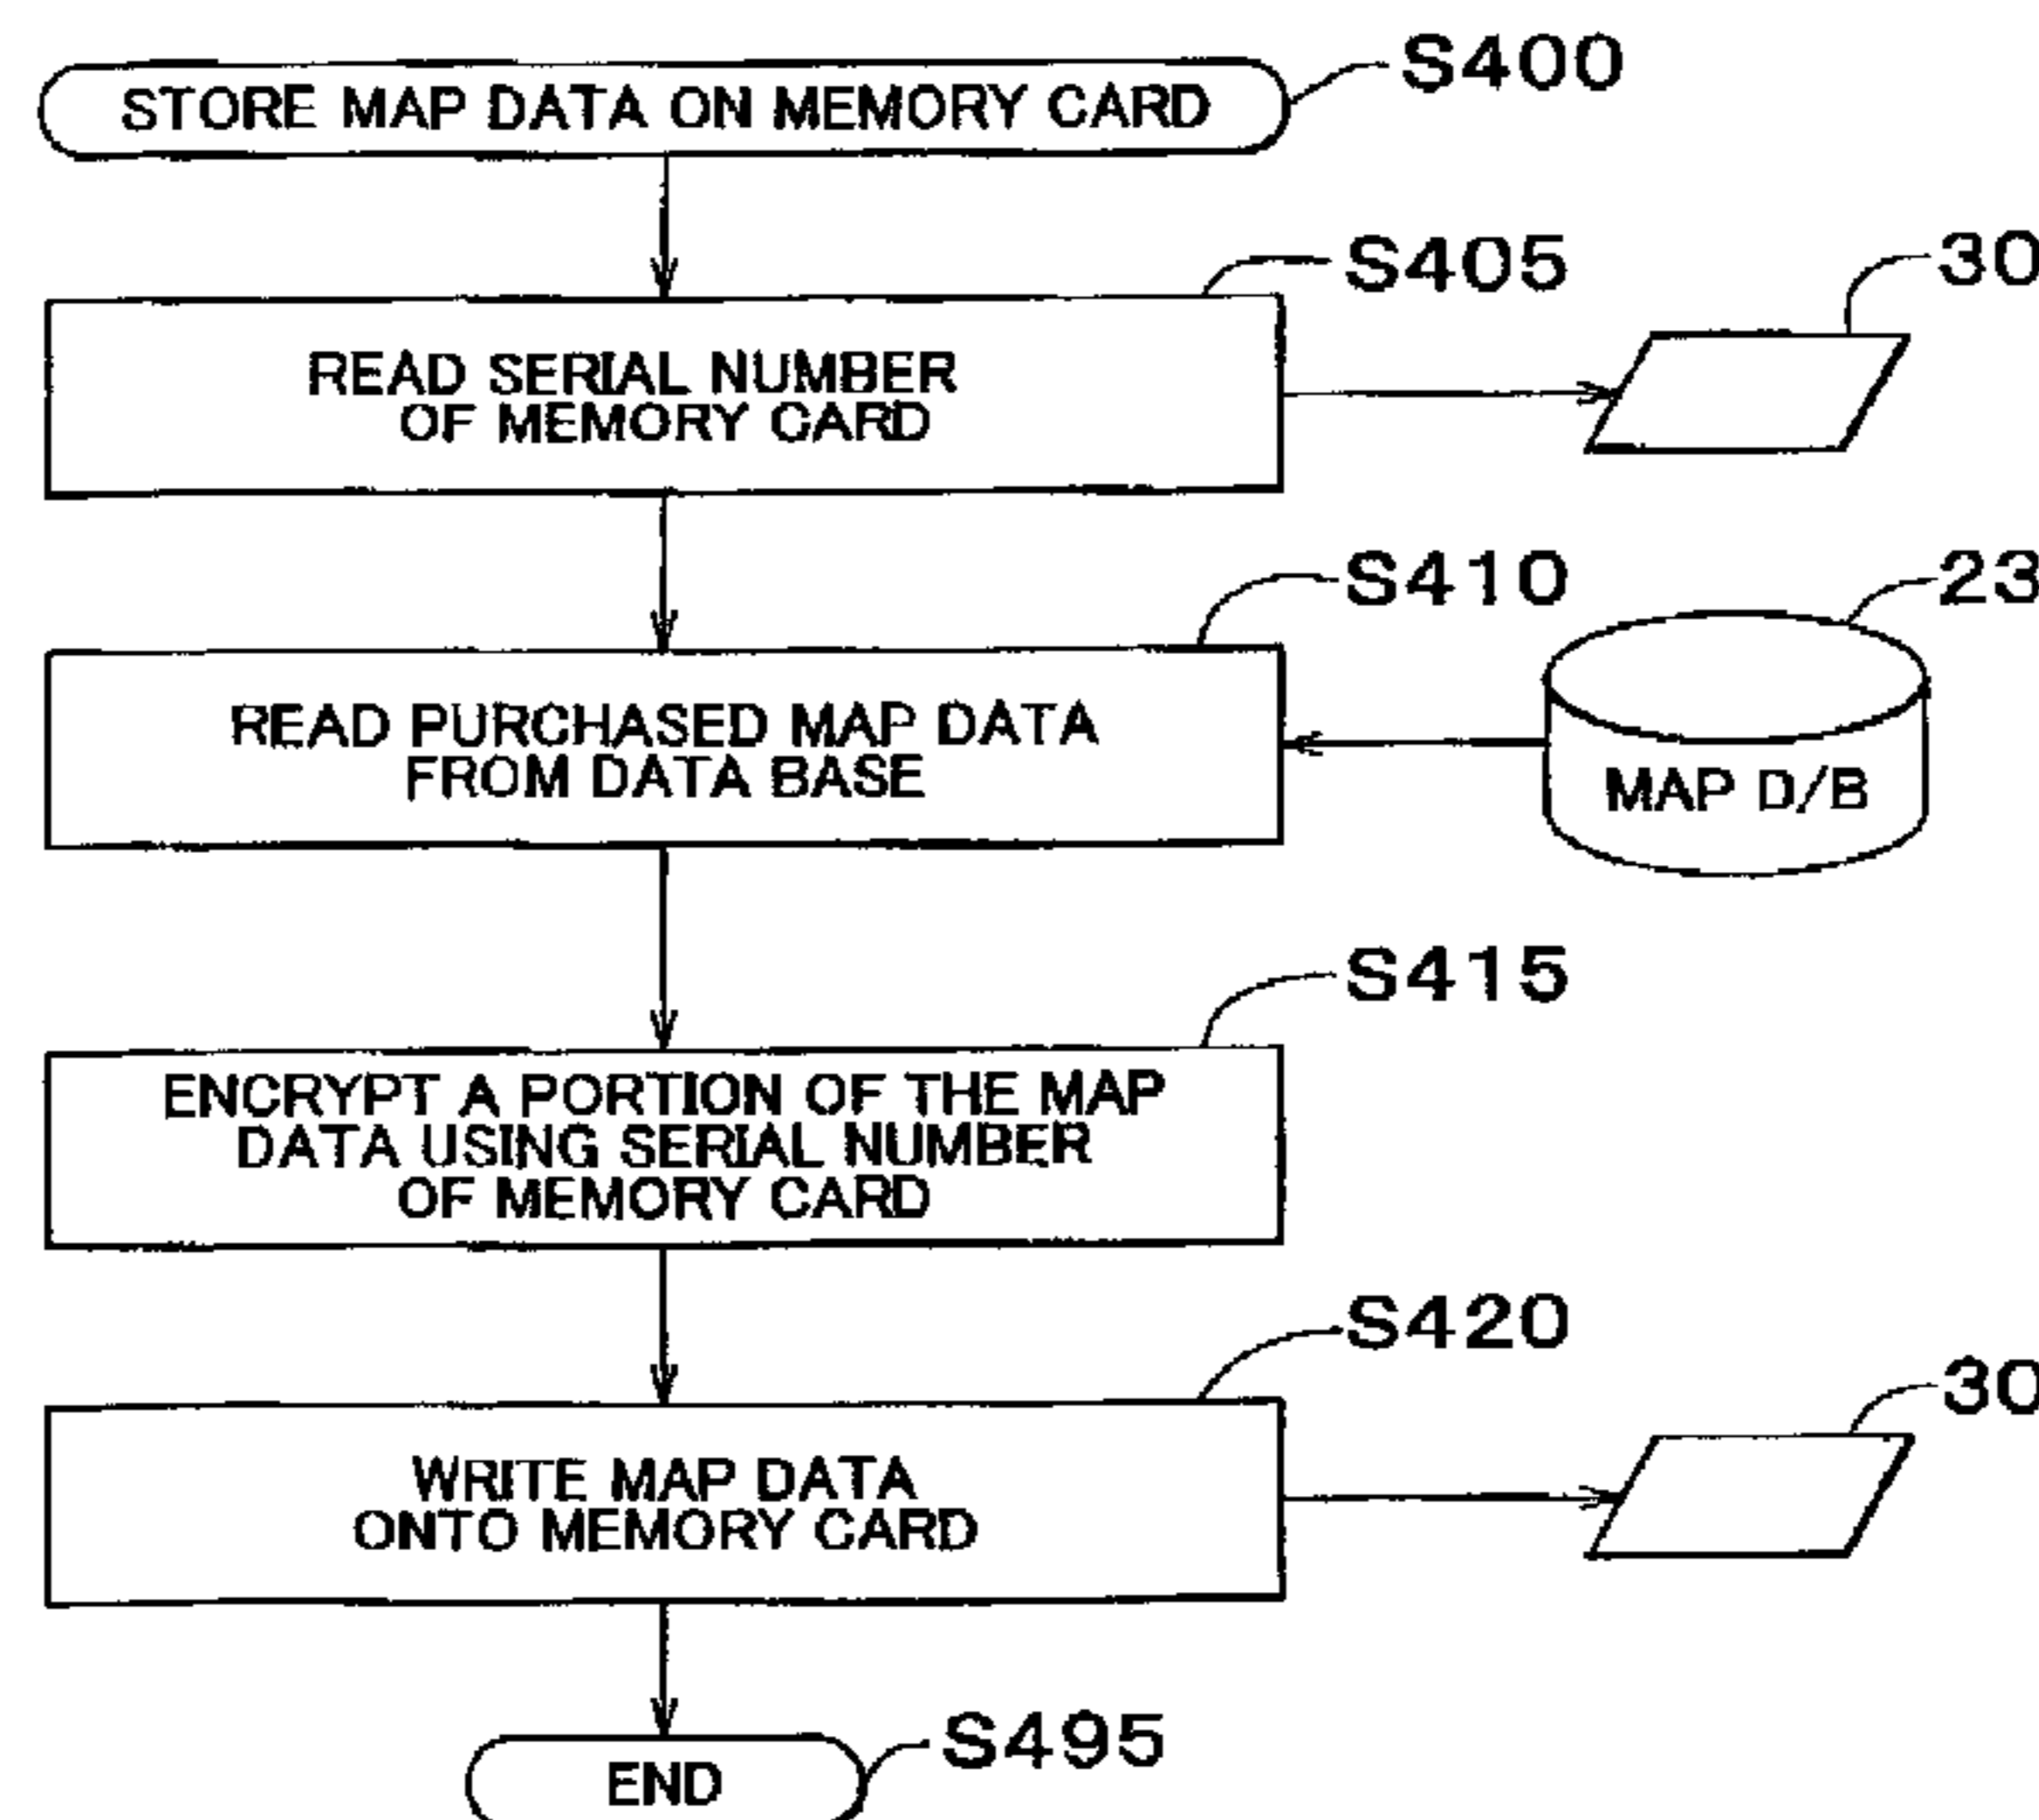 STORE MAP DATA ON MEMORY CARD
S400
S405
30
READ SERIAL NUMBER
OF MEMORY CARD
S410
23
READ PURCHASED MAP DATA
FROM DATA BASE
MAP D/B
S415
ENCRYPT A PORTION OF THE MAP
DATA USING SERIAL NUMBER
OF MEMORY CARD
S420
30
WRITE MAP DATA
ONTO MEMORY CARD
S495
END